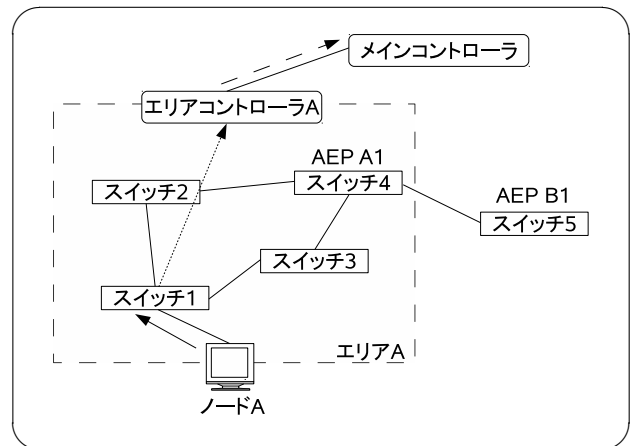 メインコントローラ
エリアコントローラA
AEP A1
スイッチ2
スイッチ4
AEP B1
スイッチ5
スイッチ3
スイッチ1
エリアA
ノードA